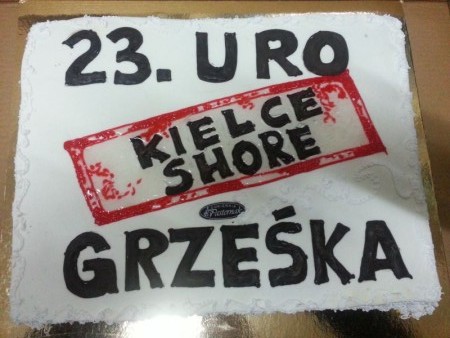 23. URO
KIELCE
SHORE
GRZEŚKA